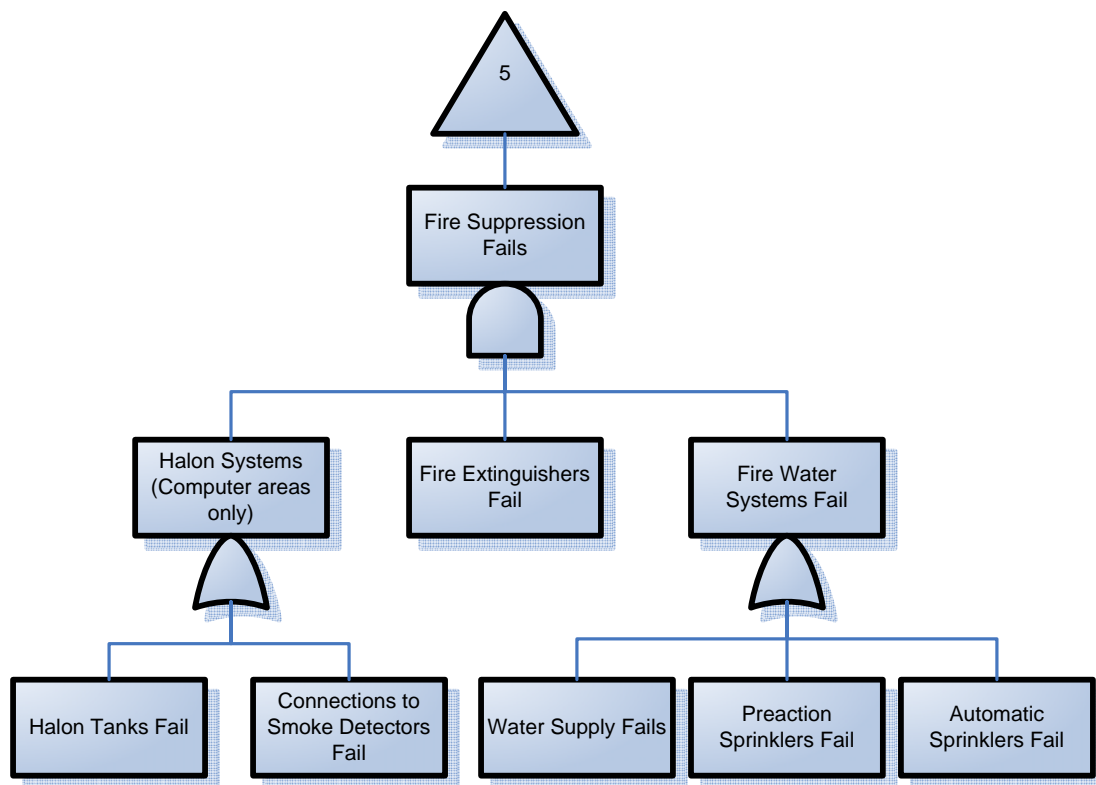 5
Fire Suppression
Fails
Halon Systems
(Computer areas
only)
Fire Extinguishers
Fail
Fire Water
Systems Fail
Halon Tanks Fail
Connections to
Smoke Detectors
Fail
Water Supply Fails
Preaction
Sprinklers Fail
Automatic
Sprinklers Fail